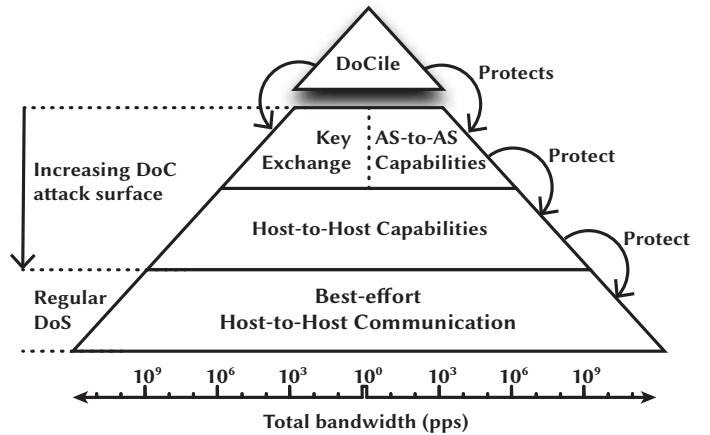 DoCile
Protects
Key
Exchange
AS-to-AS
Capabilities
Protect
Increasing DoC
attack surface
Host-to-Host Capabilities
Protect
Regular
DoS
Best-effort
Host-to-Host Communication
10⁹ 10⁶ 10³ 10⁰ 10³ 10⁶ 10⁹
Total bandwidth (pps)